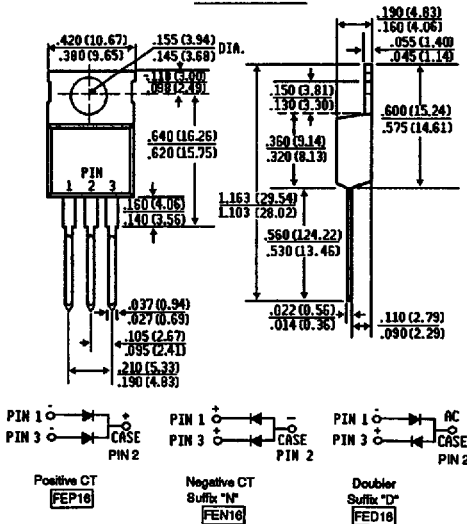 .420 (10.67)
.380 (9.65)
.155 (3.94)
.145 (3.68)
DIA.
.118 (3.00)
.098 (2.49)
.640 (16.26)
.620 (15.75)
PIN
1 2 3
.160 (4.06)
.140 (3.56)
.037 (0.94)
.027 (0.69)
.105 (2.67)
.095 (2.41)
.210 (5.33)
.190 (4.83)
.190 (4.83)
.160 (4.06)
.055 (1.40)
.045 (1.14)
.150 (3.81)
.130 (3.30)
.600 (15.24)
.575 (14.61)
.360 (9.14)
.320 (8.13)
1.163 (29.54)
1.103 (28.02)
.560 (124.22)
.530 (13.46)
.022 (0.56)
.014 (0.36)
.110 (2.79)
.090 (2.29)
PIN 1 - +
PIN 3 - CASE
PIN 2
Positive CT
FEP16
PIN 1 + -
PIN 3 + CASE
PIN 2
Negative CT
Suffix "N"
FEN16
PIN 1 - AC
PIN 3 + CASE
PIN 2
Doubler
Suffix "D"
FED16